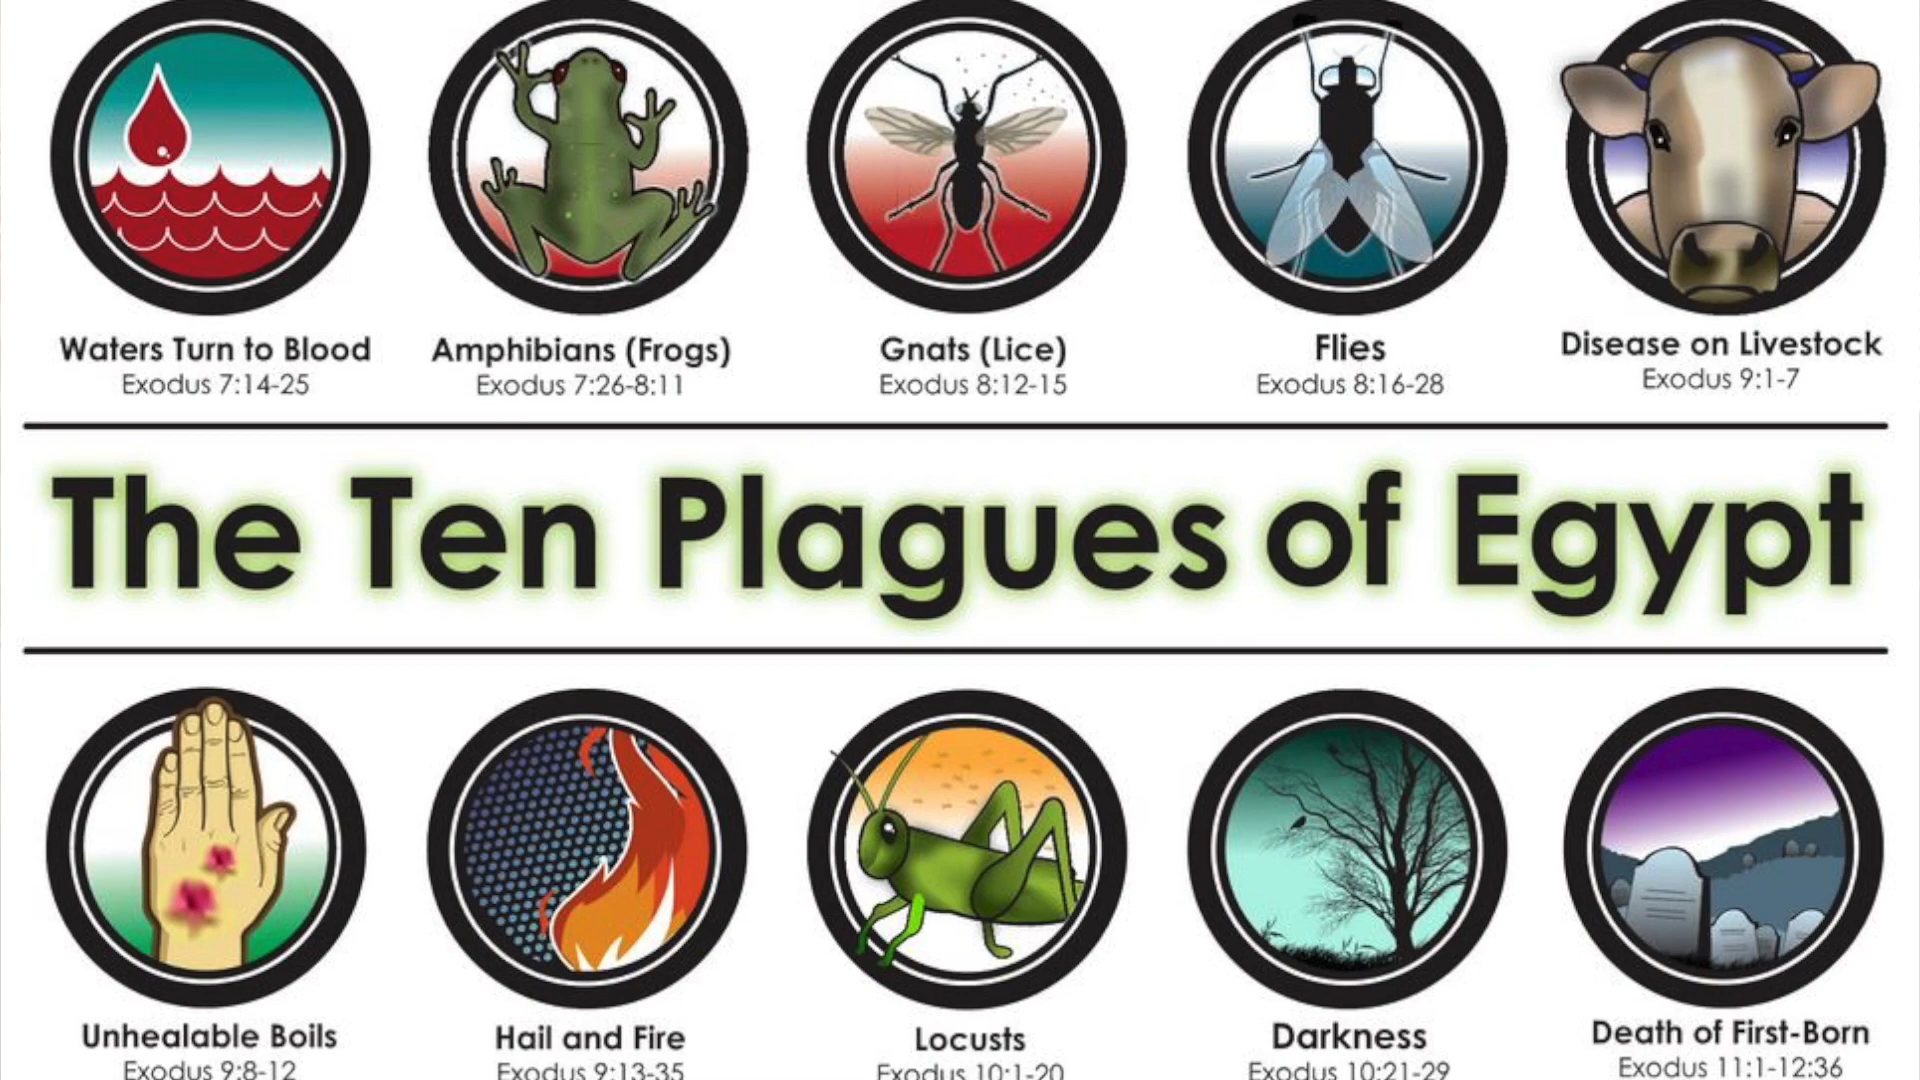 Waters Turn to Blood
Exodus 7:14-25
Amphibians (Frogs)
Exodus 7:26-8:11
Gnats (Lice)
Exodus 8:12-15
Flies
Exodus 8:16-28
Disease on Livestock
Exodus 9:1-7
The Ten Plagues of Egypt
Unhealable Boils
Exodus 9:8-12
Hail and Fire
Exodus 9:13-35
Locusts
Exodus 10:1-20
Darkness
Exodus 10:21-29
Death of First-Born
Exodus 11:1-12:36